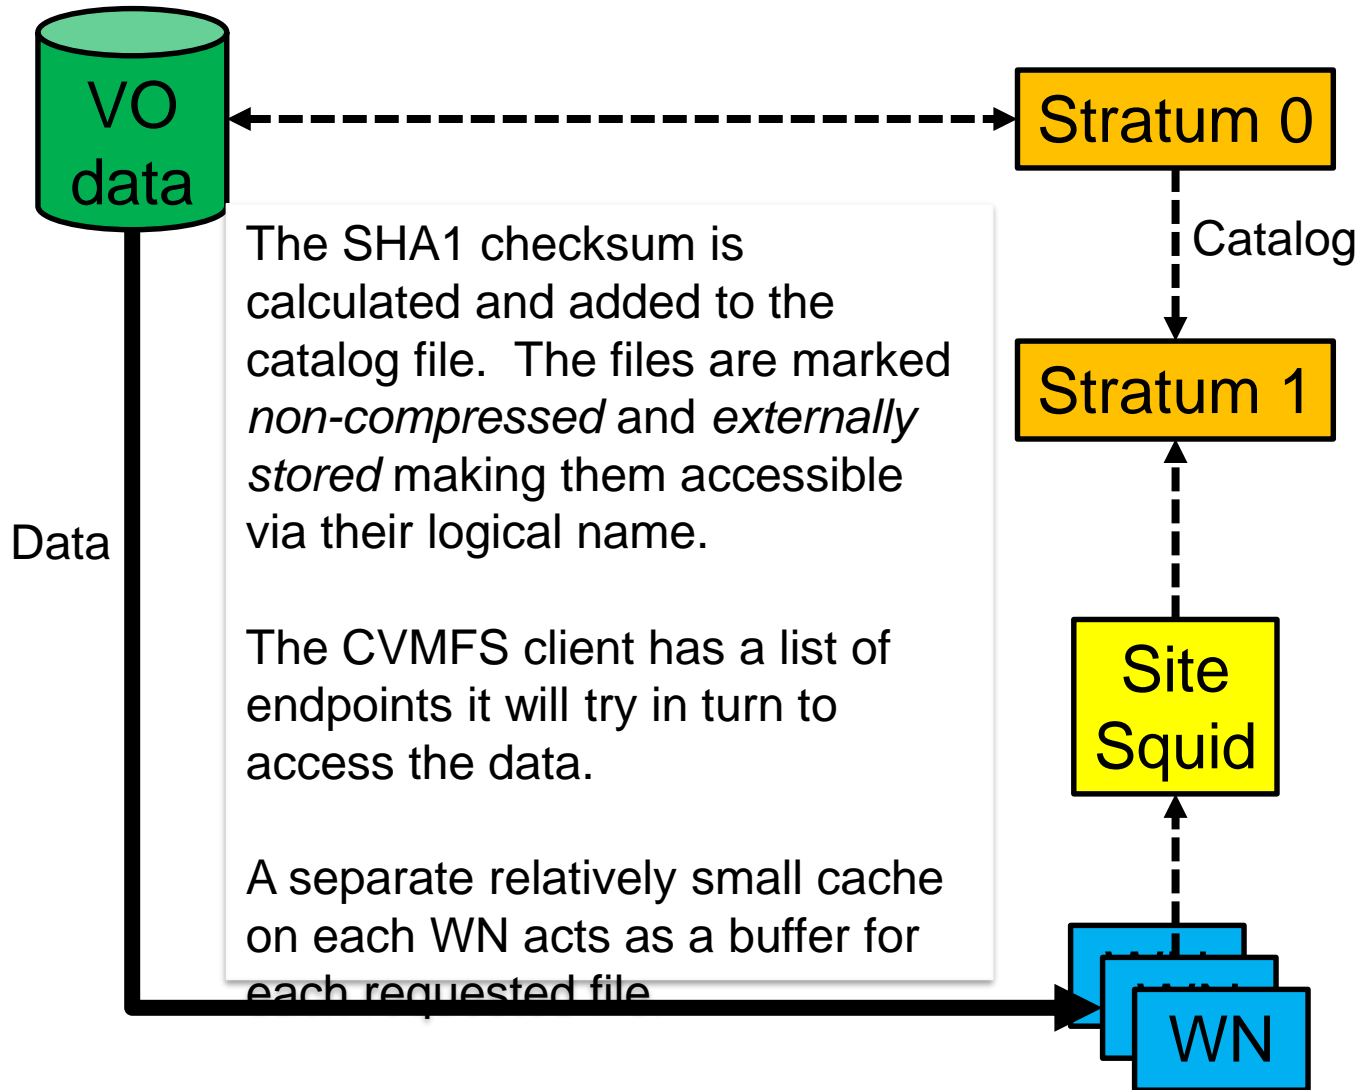 VO
data
Stratum 0
Catalog
The SHA1 checksum is
calculated and added to the
catalog file.  The files are marked
non-compressed and externally
stored making them accessible
via their logical name.
Stratum 1
Data
The CVMFS client has a list of
endpoints it will try in turn to
access the data.
Site
Squid
A separate relatively small cache
on each WN acts as a buffer for
each requested file
WN
WN
WN